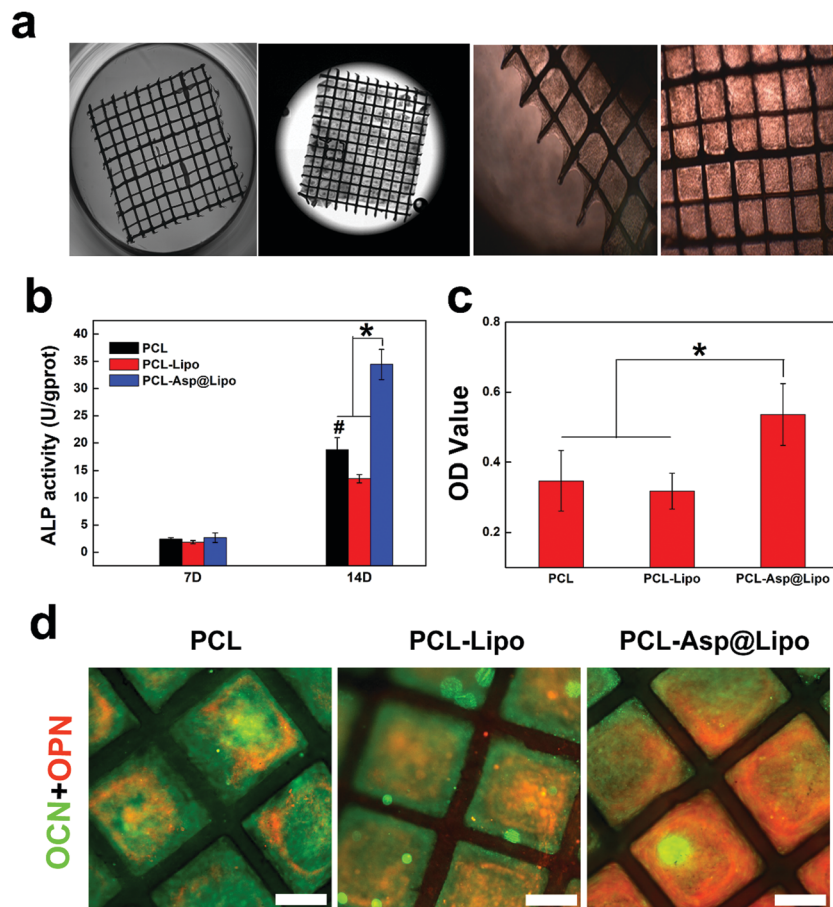 a
b
ALP activity (U/gprot)
40
35
30
25
20
15
10
5
0
PCL
PCL-Lipo
PCL-Asp@Lipo
#
*
7D
14D
c
OD Value
0.8
0.6
0.4
0.2
*
PCL
PCL-Lipo
PCL-Asp@Lipo
d
PCL
PCL-Lipo
PCL-Asp@Lipo
OCN+OPN